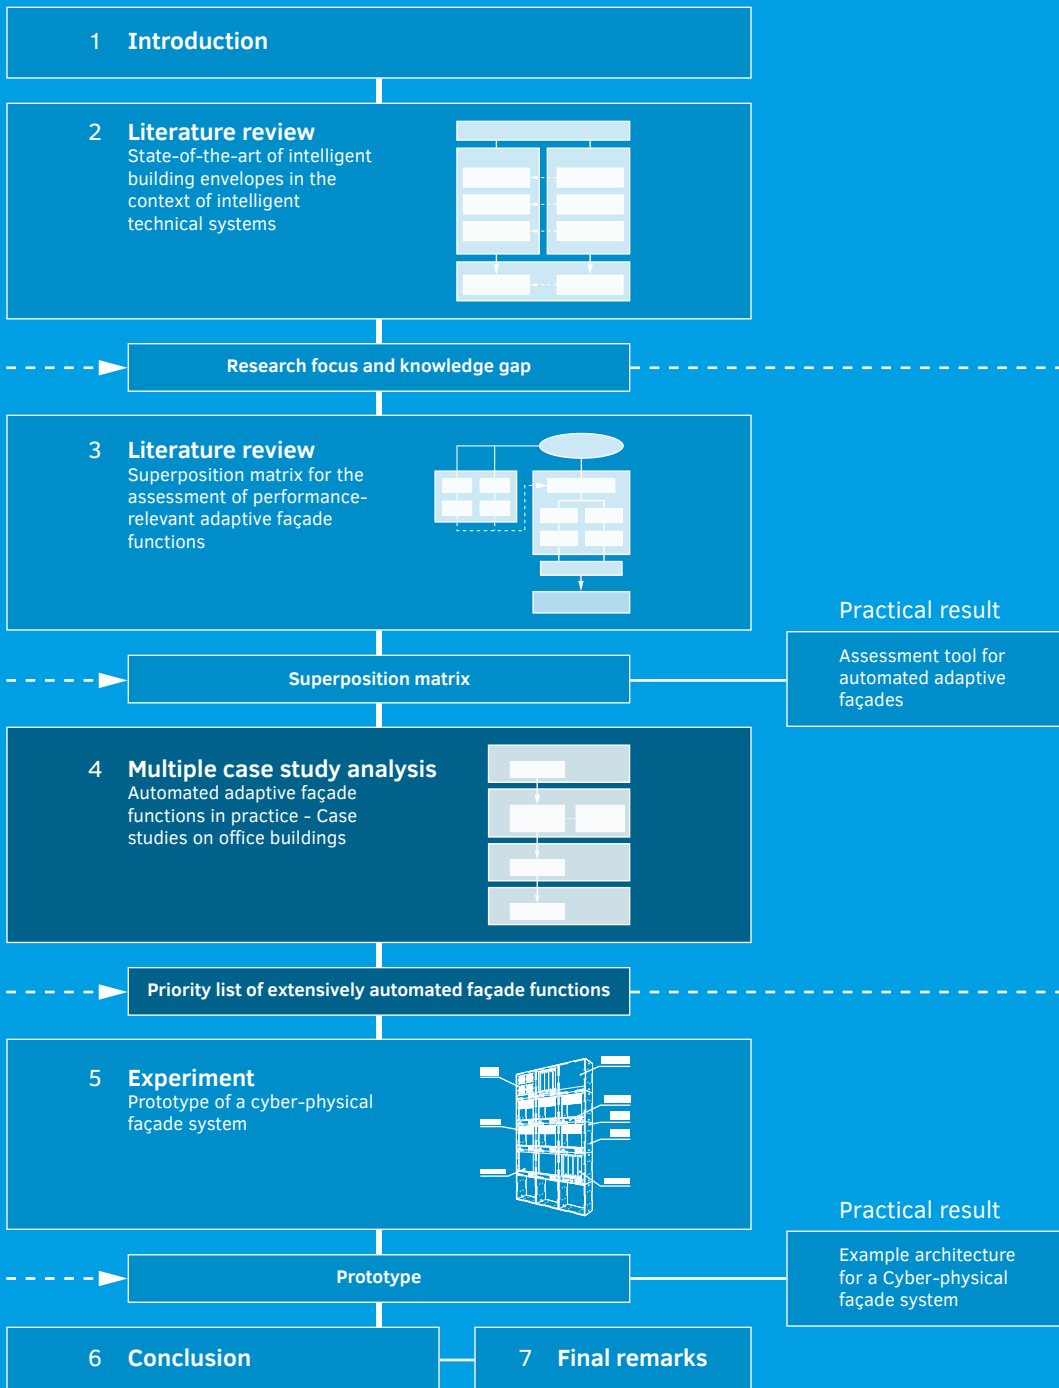 1 Introduction
2 Literature review
State-of-the-art of intelligent
building envelopes in the
context of intelligent
technical systems
Research focus and knowledge gap
3 Literature review
Superposition matrix for the
assessment of performance-
relevant adaptive façade
functions
Practical result
Assessment tool for
automated adaptive
façades
Superposition matrix
4 Multiple case study analysis
Automated adaptive façade
functions in practice - Case
studies on office buildings
Priority list of extensively automated façade functions
5 Experiment
Prototype of a cyber-physical
façade system
Practical result
Example architecture
for a Cyber-physical
façade system
Prototype
6 Conclusion
7 Final remarks